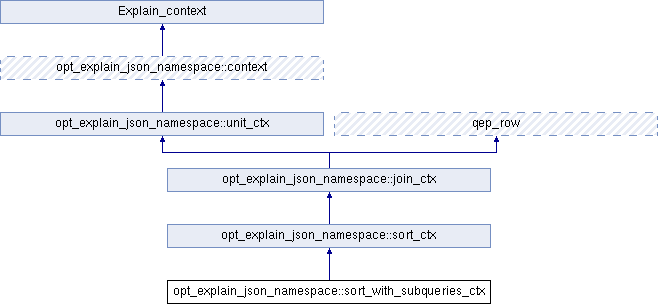 Explain_context
opt_explain_json_namespace::context
opt_explain_json_namespace::unit_ctx
qep_row
opt_explain_json_namespace::join_ctx
opt_explain_json_namespace::sort_ctx
opt_explain_json_namespace::sort_with_subqueries_ctx